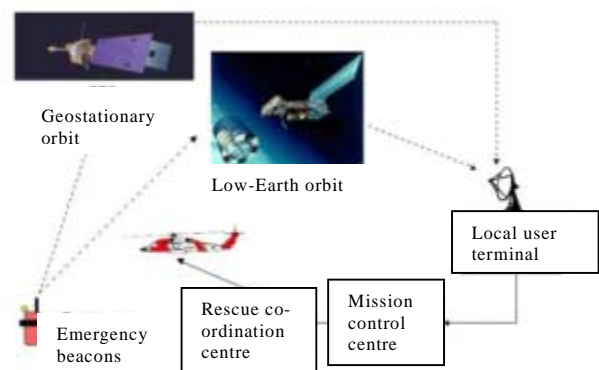 Geostationary
orbit
Low-Earth orbit
Local user
terminal
Mission
control
centre
Rescue co-
ordination
centre
Emergency
beacons